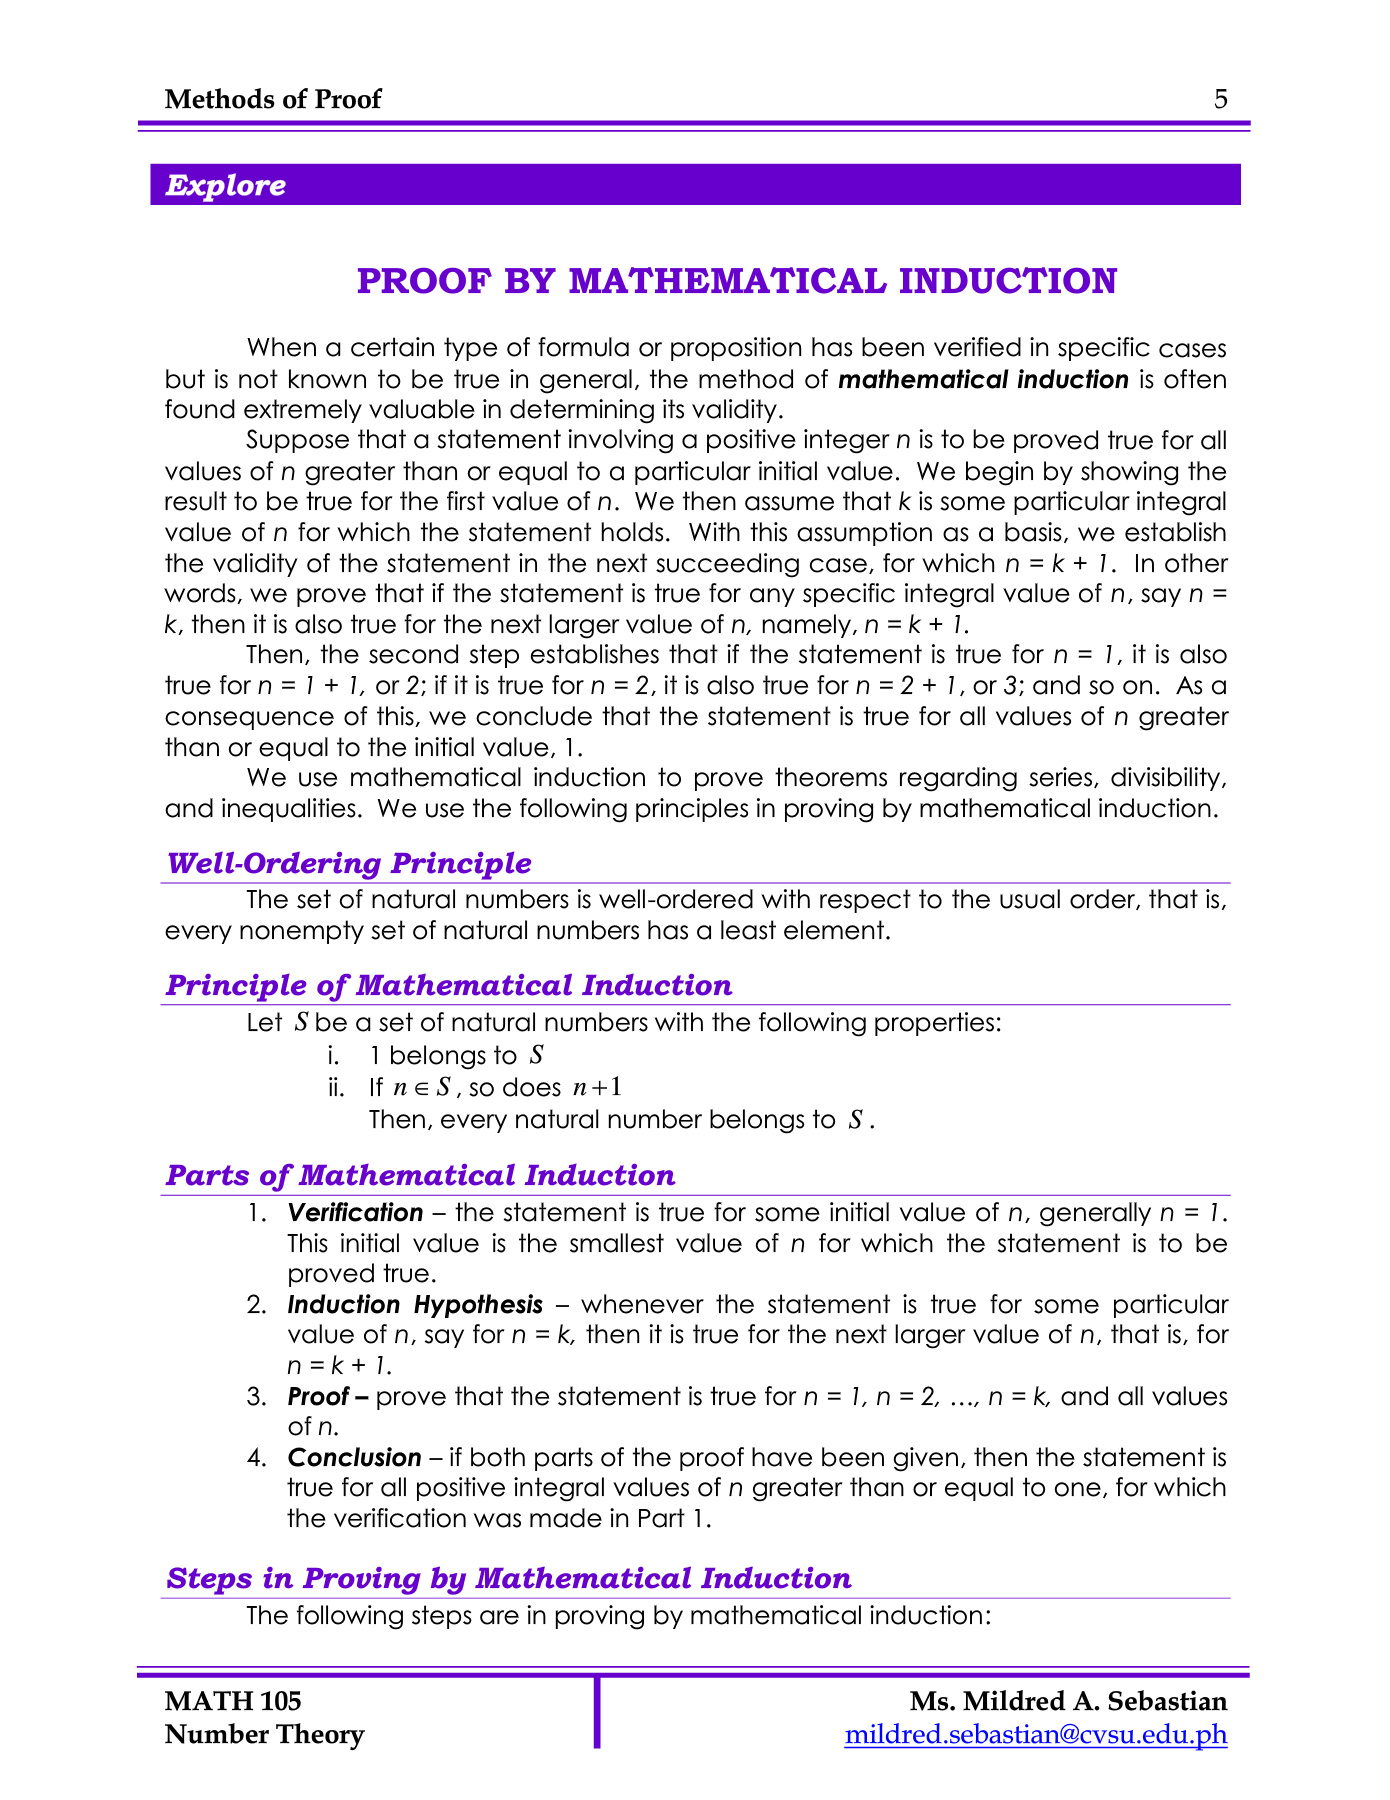 Methods of Proof 5
Explore
PROOF BY MATHEMATICAL INDUCTION
When a certain type of formula or proposition has been verified in specific cases
but is not known to be true in general, the method of mathematical induction is often
found extremely valuable in determining its validity.
Suppose that a statement involving a positive integer n is to be proved true for all
values of n greater than or equal to a particular initial value. We begin by showing the
result to be true for the first value of n. We then assume that k is some particular integral
value of n for which the statement holds. With this assumption as a basis, we establish
the validity of the statement in the next succeeding case, for which n = k + 1. In other
words, we prove that if the statement is true for any specific integral value of n, say n =
k, then it is also true for the next larger value of n, namely, n = k + 1.
Then, the second step establishes that if the statement is true for n = 1, it is also
true for n = 1 + 1, or 2; if it is true for n = 2, it is also true for n = 2 + 1, or 3; and so on. As a
consequence of this, we conclude that the statement is true for all values of n greater
than or equal to the initial value, 1.
We use mathematical induction to prove theorems regarding series, divisibility,
and inequalities. We use the following principles in proving by mathematical induction.
Well-Ordering Principle
The set of natural numbers is well-ordered with respect to the usual order, that is,
every nonempty set of natural numbers has a least element.
Principle of Mathematical Induction
Let S be a set of natural numbers with the following properties:
i. 1 belongs to S
ii. If n ∈ S, so does n+1
Then, every natural number belongs to S.
Parts of Mathematical Induction
1. Verification – the statement is true for some initial value of n, generally n = 1.
This initial value is the smallest value of n for which the statement is to be
proved true.
2. Induction Hypothesis – whenever the statement is true for some particular
value of n, say for n = k, then it is true for the next larger value of n, that is, for
n = k + 1.
3. Proof – prove that the statement is true for n = 1, n = 2, …, n = k, and all values
of n.
4. Conclusion – if both parts of the proof have been given, then the statement is
true for all positive integral values of n greater than or equal to one, for which
the verification was made in Part 1.
Steps in Proving by Mathematical Induction
The following steps are in proving by mathematical induction:
MATH 105 Ms. Mildred A. Sebastian
Number Theory mildred.sebastian@cvsu.edu.ph